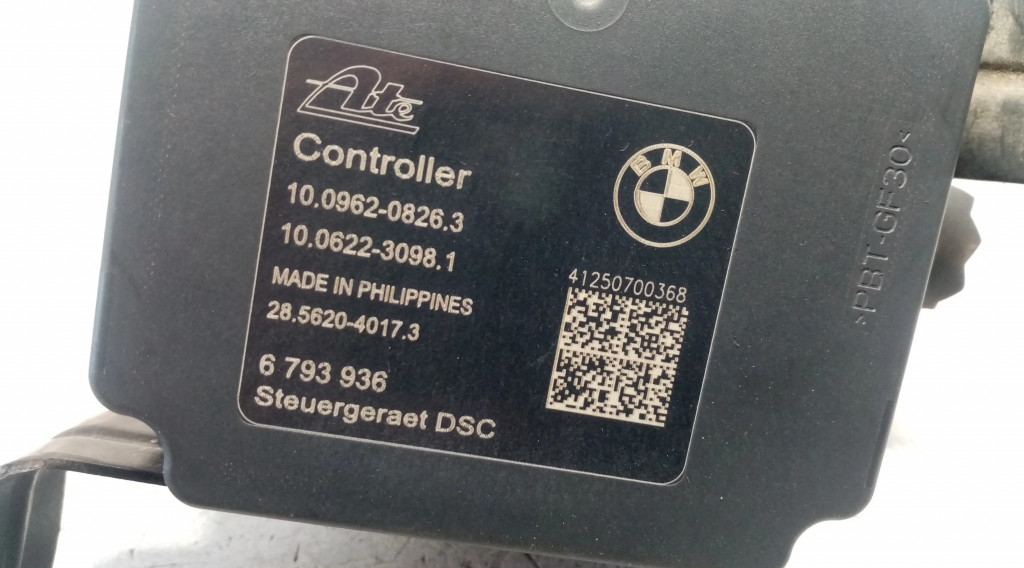 Ate
Controller
10.0962-0826.3
10.0622-3098.1
MADE IN PHILIPPINES
28.5620-4017.3
6 793 936
Steuergeraet DSC
BMW
41250700368
>PBT-GF30<